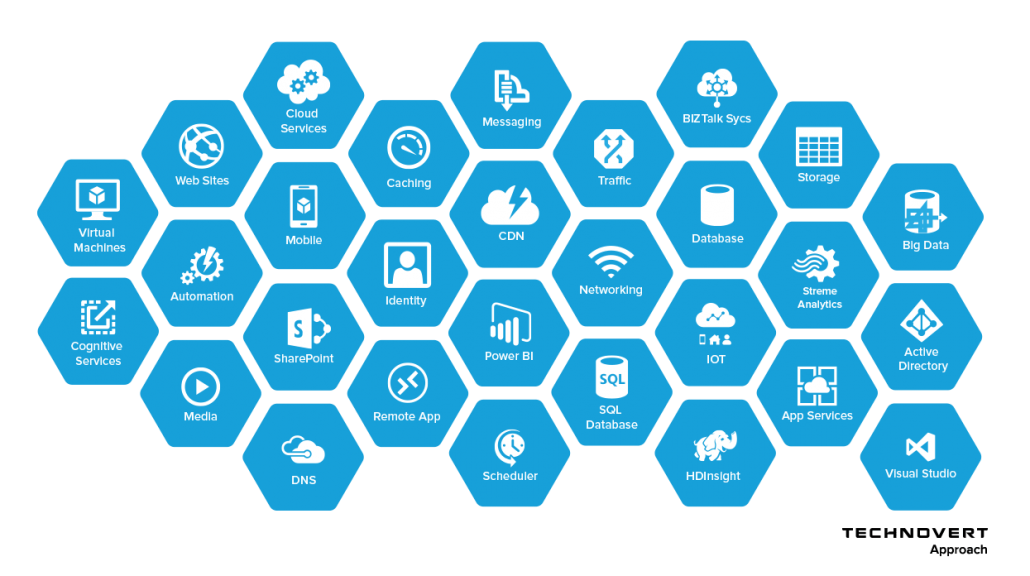 Cloud
Services
Messaging
BIZTalk Sycs
Web Sites
Caching
Traffic
Storage
Virtual
Machines
Mobile
CDN
Database
Big Data
Automation
Identity
Networking
Streme
Analytics
Cognitive
Services
SharePoint
Power BI
IOT
Active
Directory
Media
Remote App
SQL
SQL
Database
App Services
DNS
Scheduler
HDInsight
Visual Studio
S
TECHNOVERT
Approach